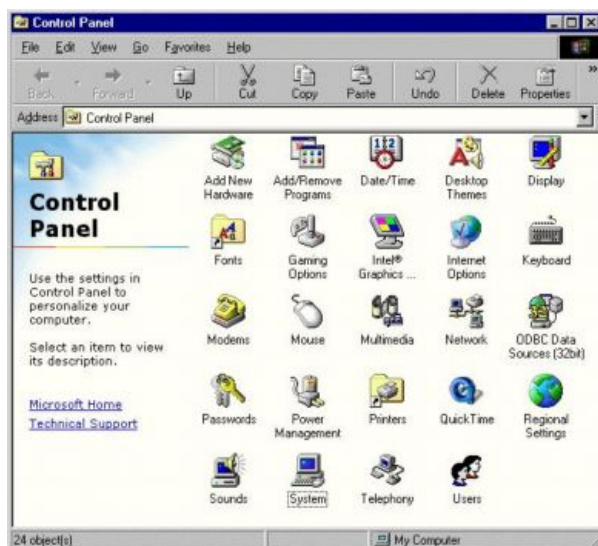 Control Panel
File Edit View Go Favorites Help
Back Forward Up Cut Copy Paste Undo Delete Properties »
Address Control Panel
Control
Panel
Use the settings in
Control Panel to
personalize your
computer.
Select an item to view
its description.
Microsoft Home
Technical Support
Add New
Hardware
Add/Remove
Programs
Date/Time
Desktop
Themes
Display
Fonts
Gaming
Options
Intel®
Graphics ...
Internet
Options
Keyboard
Modems
Mouse
Multimedia
Network
ODBC Data
Sources (32bit)
Passwords
Power
Management
Printers
QuickTime
Regional
Settings
Sounds
System
Telephony
Users
24 object(s) My Computer